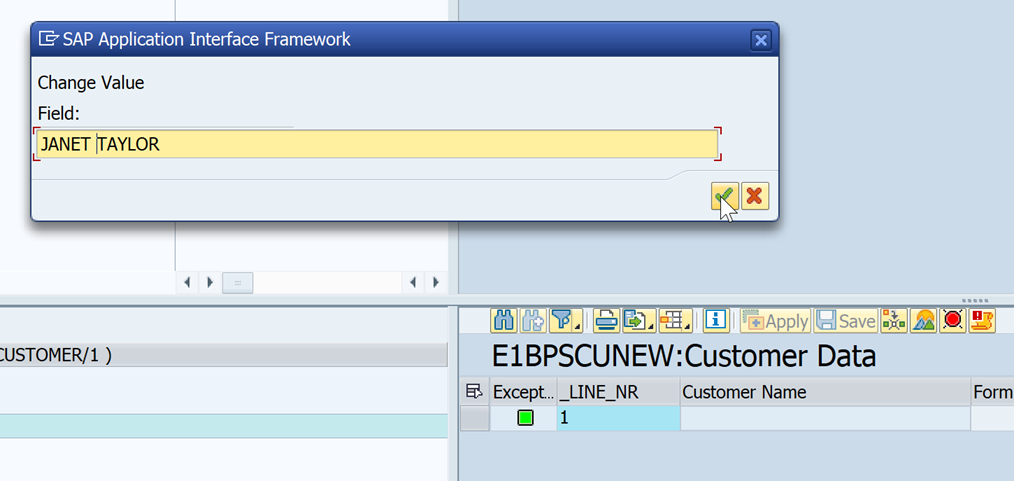 SAP Application Interface Framework
Change Value
Field:
JANET TAYLOR
Apply Save
CUSTOMER/1 )
E1BPSCUNEW:Customer Data
Except... _LINE_NR Customer Name Form
1